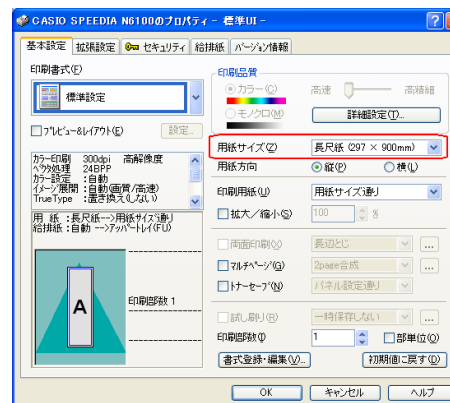 CASIO SPEEDIA N6100のプロパティ - 標準UI -
基本設定 拡張設定 セキュリティ 給排紙 バージョン情報
印刷書式(F)
標準設定
プレビュー&レイアウト(E) 設定...
カラー印刷 300dpi 高解像度
ベクタ処理 24BPP
カラー設定 :自動
イメージ展開 :自動(画質/高速)
TrueType :置き換え(しない)
用 紙 :長尺紙-->用紙サイズ通り
給排紙 :自動 -->アッパートレイ(FU)
A
印刷部数 1
印刷品質
カラー(C) 高速 高精細
モノクロ(M) 詳細設定(T)...
用紙サイズ(Z) 長尺紙 (297 × 900mm)
用紙方向 縦(P) 横(L)
印刷用紙(U) 用紙サイズ通り
拡大/縮小(S) 100 %
両面印刷(X) 長辺とじ ...
マルチページ(G) 2page合成 ...
トナーセーブ(N) パネル設定通り
試し刷り(R) 一時保存しない ...
印刷部数(I) 1 部単位(O)
書式登録・編集(V)... 初期値に戻す(D)
OK キャンセル ヘルプ